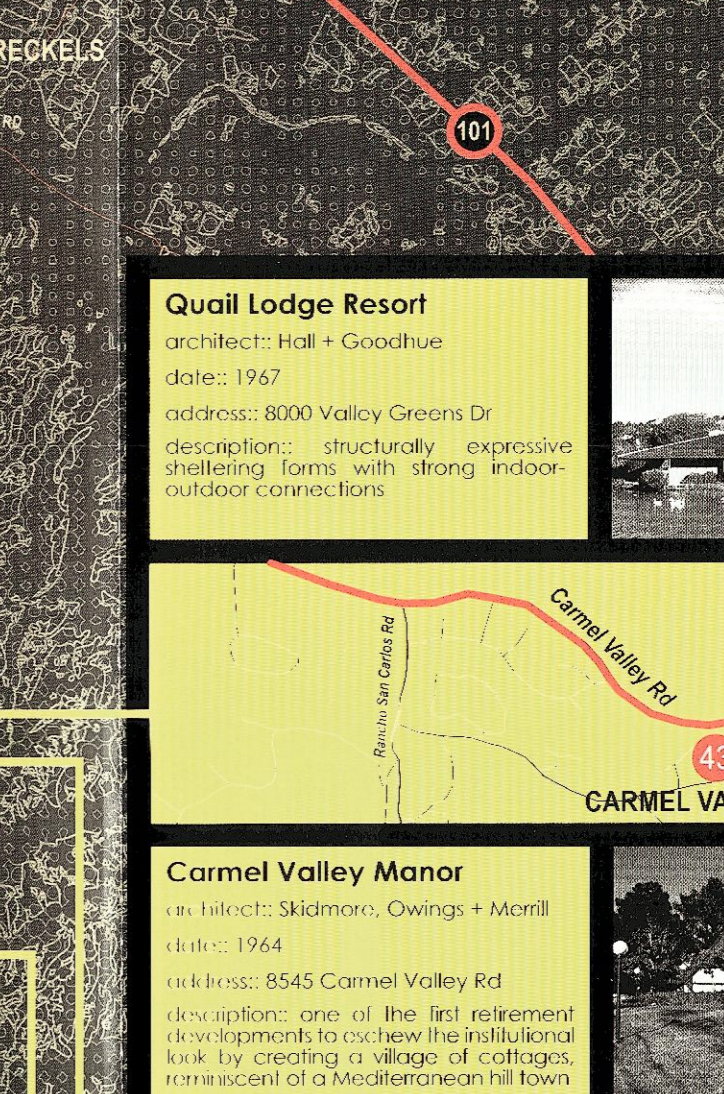 RECKELS
RD
101
Quail Lodge Resort
architect:: Hall + Goodhue
date:: 1967
address:: 8000 Valley Greens Dr
description:: structurally expressive
sheltering forms with strong indoor-
outdoor connections
Carmel Valley Rd
Rancho San Carlos Rd
43
CARMEL VA
Carmel Valley Manor
architect:: Skidmore, Owings + Merrill
date:: 1964
address:: 8545 Carmel Valley Rd
description:: one of the first retirement
developments to eschew the institutional
look by creating a village of cottages,
reminiscent of a Mediterranean hill town